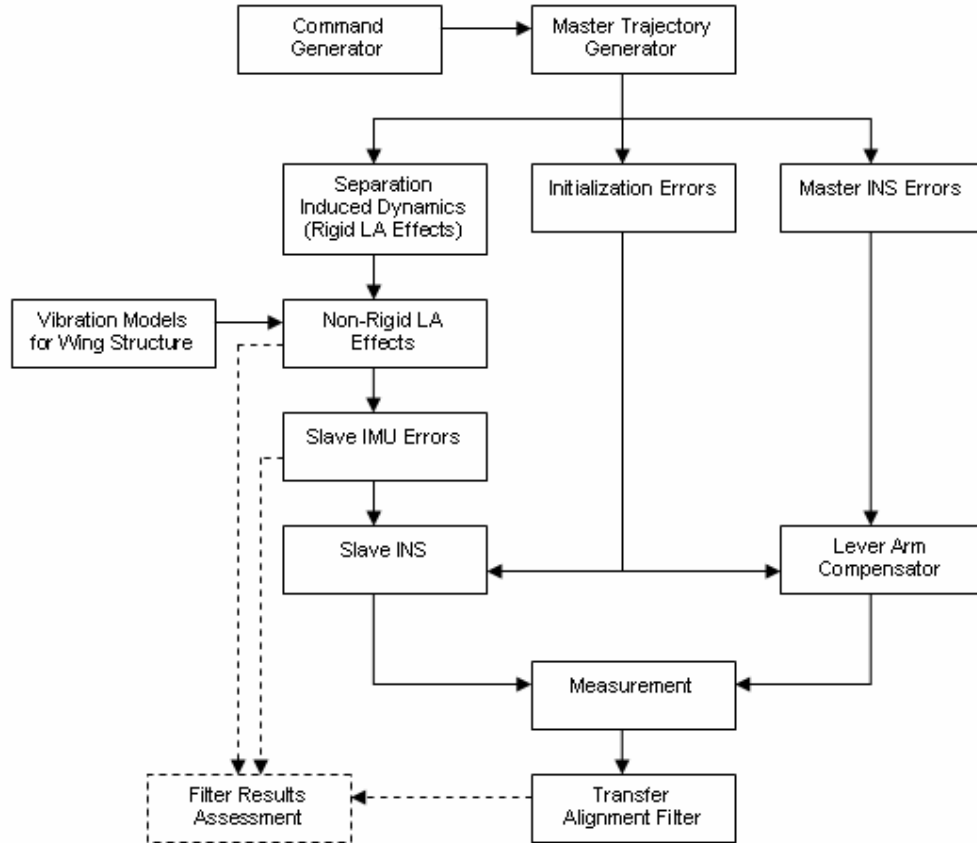 Command
Generator
Master Trajectory
Generator
Separation
Induced Dynamics
(Rigid LA Effects)
Initialization Errors
Master INS Errors
Vibration Models
for Wing Structure
Non-Rigid LA
Effects
Slave IMU Errors
Slave INS
Lever Arm
Compensator
Measurement
Filter Results
Assessment
Transfer
Alignment Filter